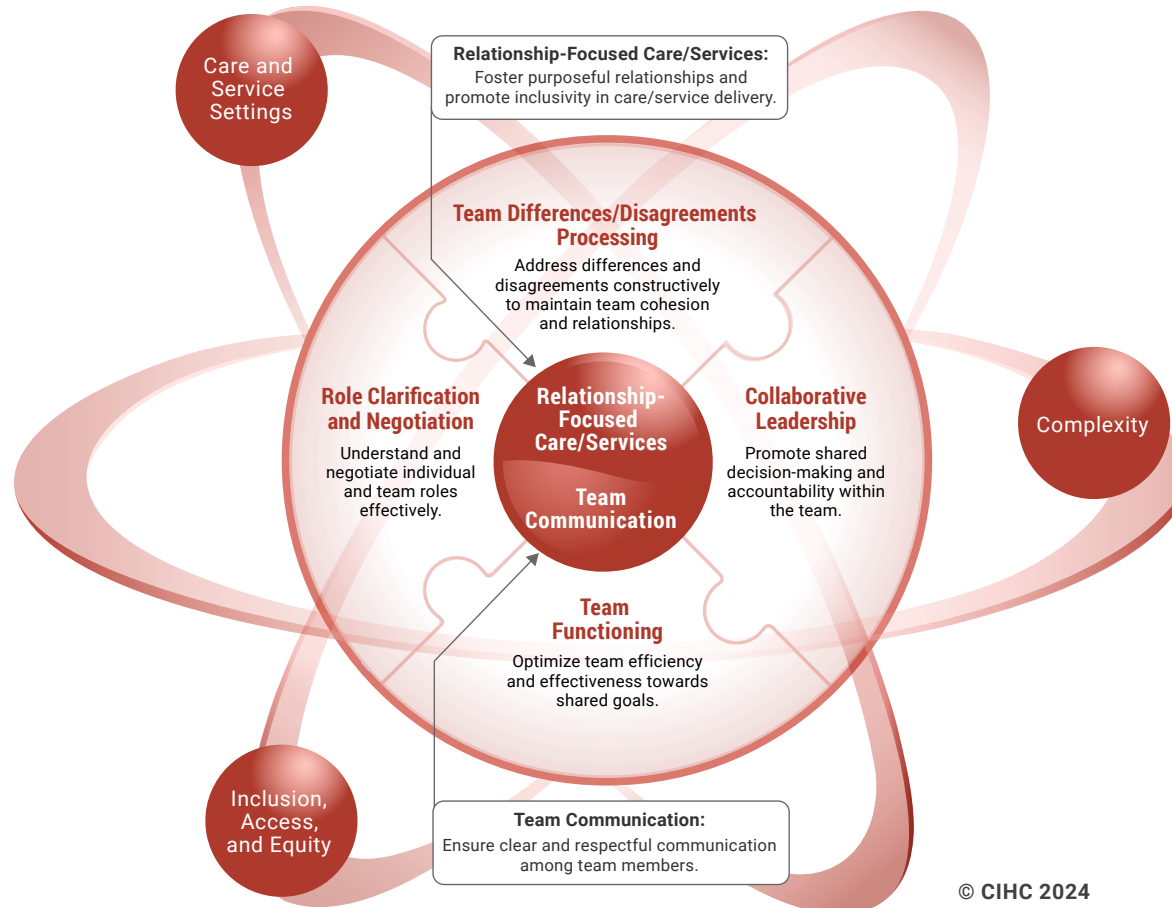 Care and
Service
Settings
Relationship-Focused Care/Services:
Foster purposeful relationships and
promote inclusivity in care/service delivery.
Team Differences/Disagreements
Processing
Address differences and
disagreements constructively
to maintain team cohesion
and relationships.
Role Clarification
and Negotiation
Understand and
negotiate individual
and team roles
effectively.
Relationship-
Focused
Care/Services
Team
Communication
Collaborative
Leadership
Promote shared
decision-making and
accountability within
the team.
Complexity
Team
Functioning
Optimize team efficiency
and effectiveness towards
shared goals.
Inclusion,
Access,
and Equity
Team Communication:
Ensure clear and respectful communication
among team members.
© CIHC 2024